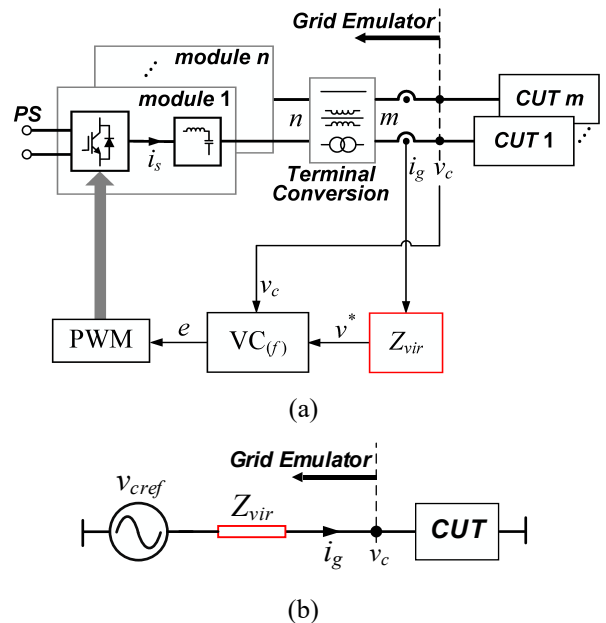 Grid Emulator
module n
module 1
PS
i_s
n
m
Terminal
Conversion
i_g
v_c
CUT m
CUT 1
v_c
PWM
e
VC(f)
v*
Z_vir
(a)
Grid Emulator
v_cref
Z_vir
i_g
v_c
CUT
(b)